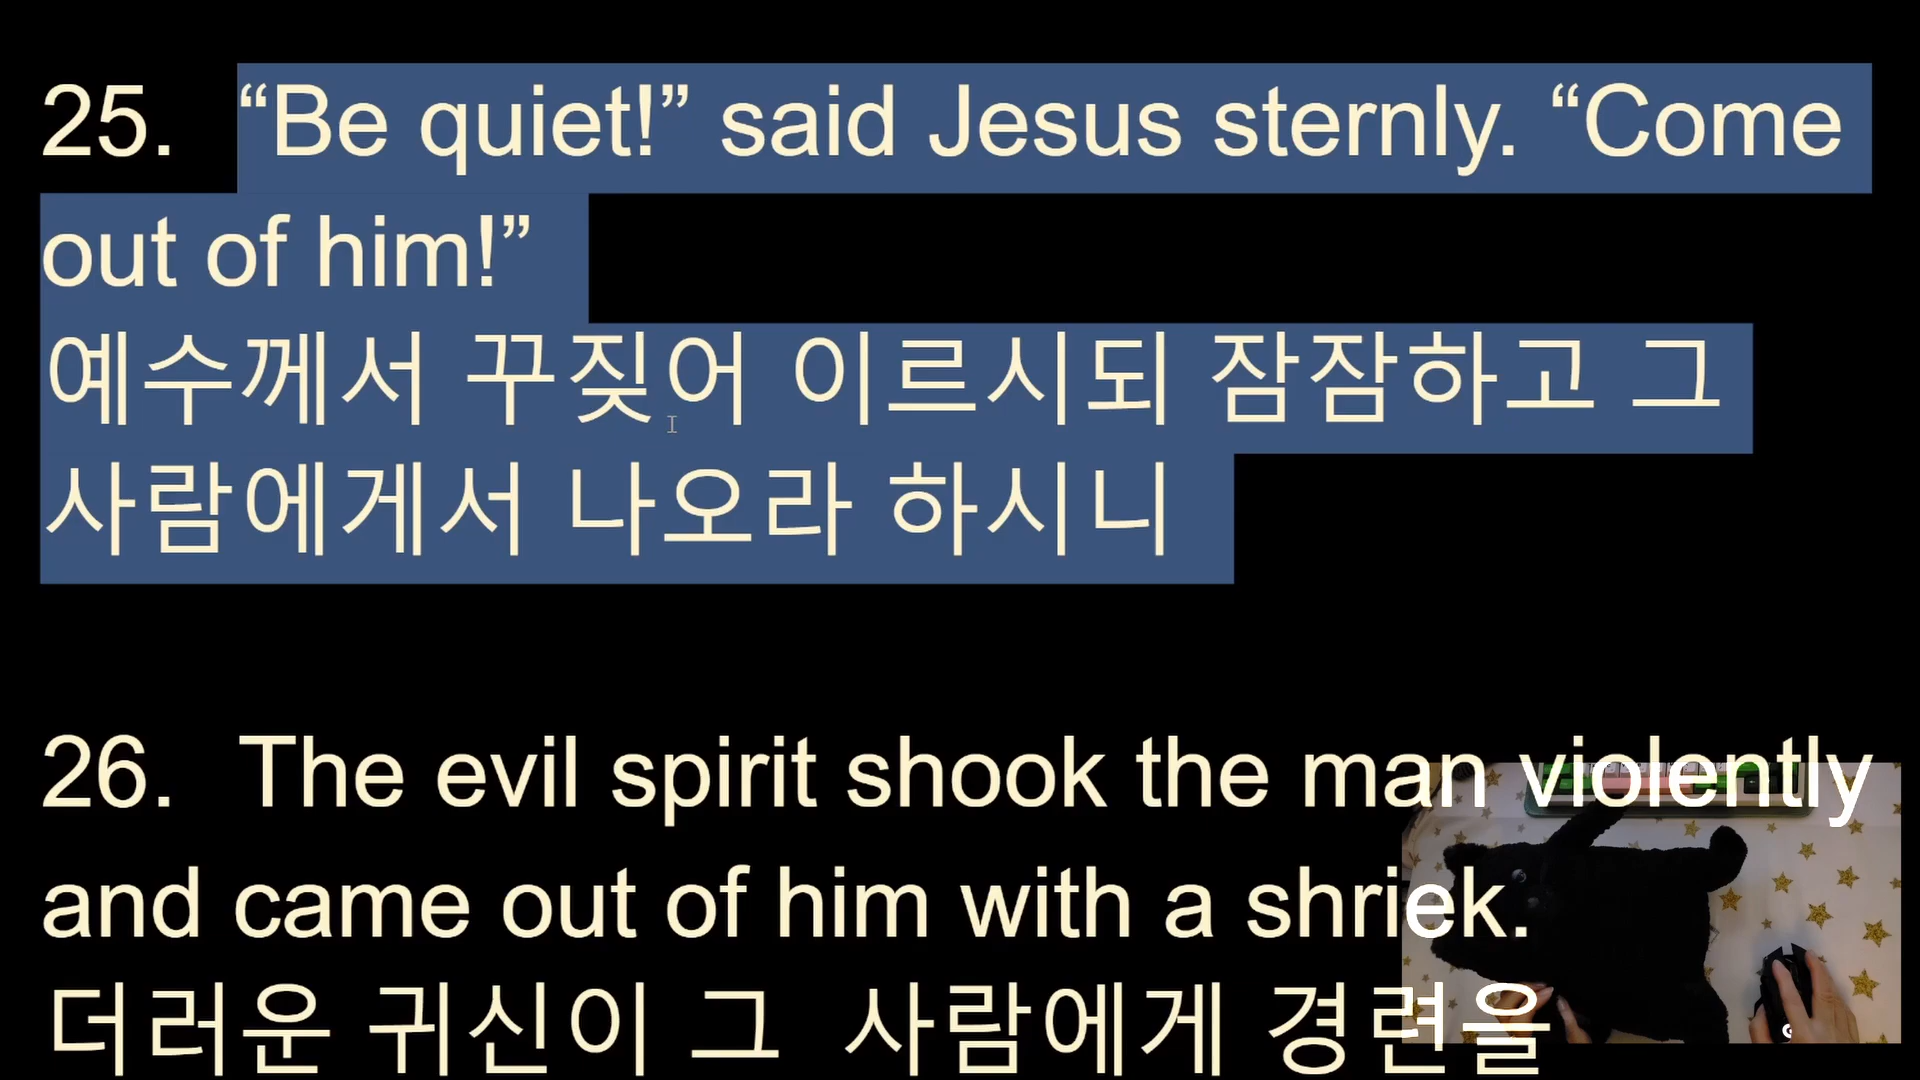 25. “Be quiet!” said Jesus sternly. “Come
out of him!”
예수께서 꾸짖어 이르시되 잠잠하고 그
사람에게서 나오라 하시니
26. The evil spirit shook the man violently
and came out of him with a shriek.
더러운 귀신이 그 사람에게 경련을